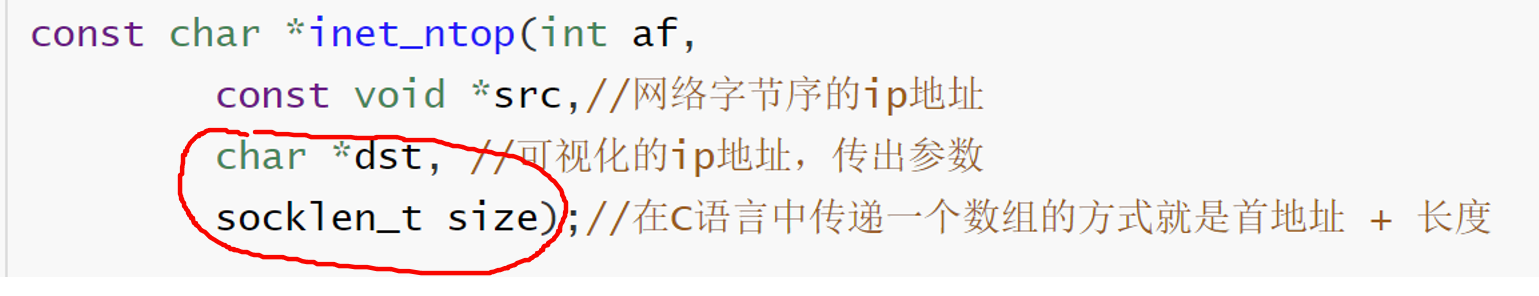 const char *inet_ntop(int af,
const void *src,//网络字节序的ip地址
char *dst, //可视化的ip地址，传出参数
socklen_t size);//在C语言中传递一个数组的方式就是首地址 + 长度